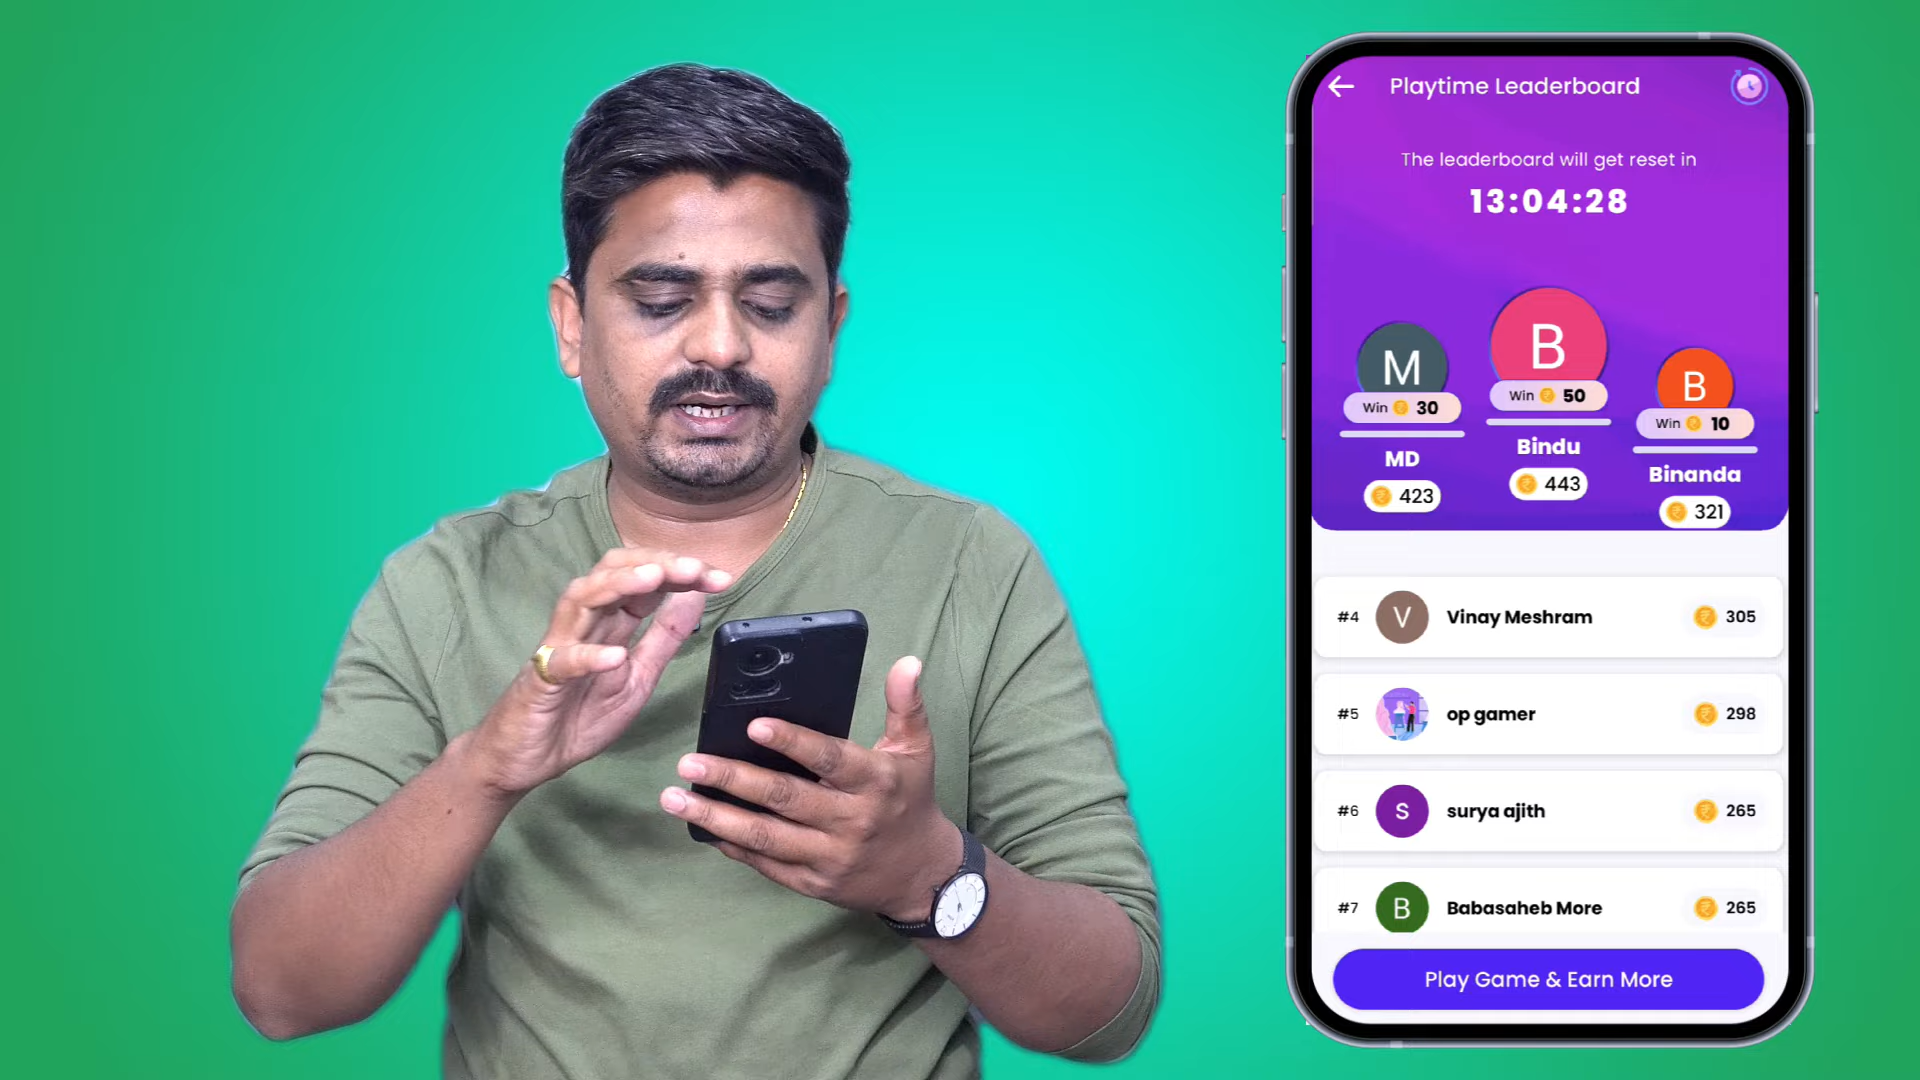 Playtime Leaderboard
The leaderboard will get reset in
13:04:28
M
Win 30
MD
423
B
Win 50
Bindu
443
B
Win 10
Binanda
321
#4 V Vinay Meshram 305
#5 op gamer 298
#6 S surya ajith 265
#7 B Babasaheb More 265
Play Game & Earn More